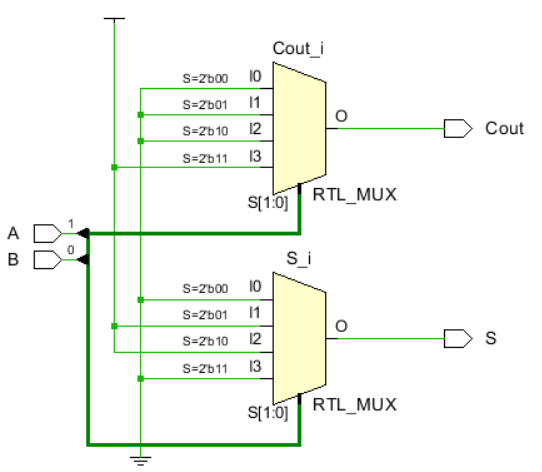 Cout_i
S=2'b00 I0
S=2'b01 I1
S=2'b10 I2
S=2'b11 I3
O
Cout
S[1:0]
RTL_MUX
A 1
B 0
S_i
S=2'b00 I0
S=2'b01 I1
S=2'b10 I2
S=2'b11 I3
O
S
S[1:0]
RTL_MUX